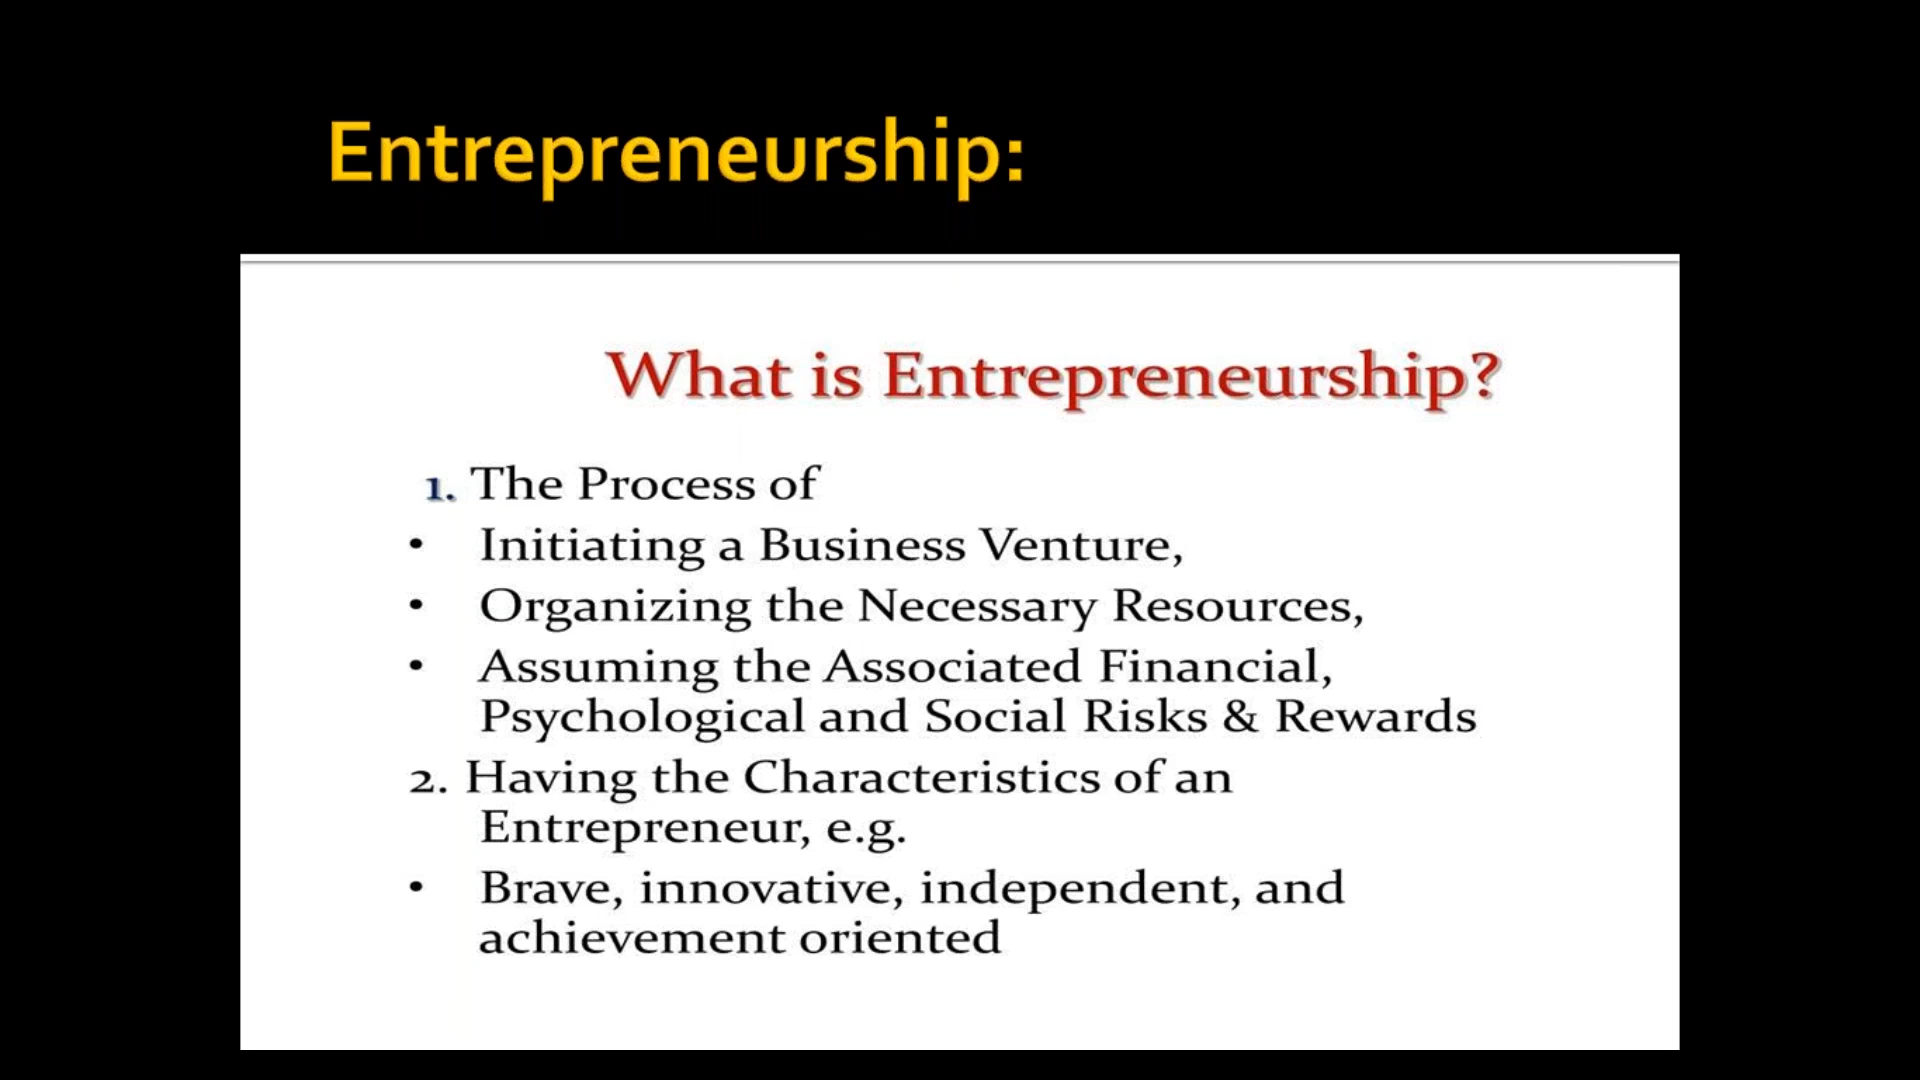 Entrepreneurship:
What is Entrepreneurship?
1. The Process of
• Initiating a Business Venture,
• Organizing the Necessary Resources,
• Assuming the Associated Financial,
Psychological and Social Risks & Rewards
2. Having the Characteristics of an
Entrepreneur, e.g.
• Brave, innovative, independent, and
achievement oriented